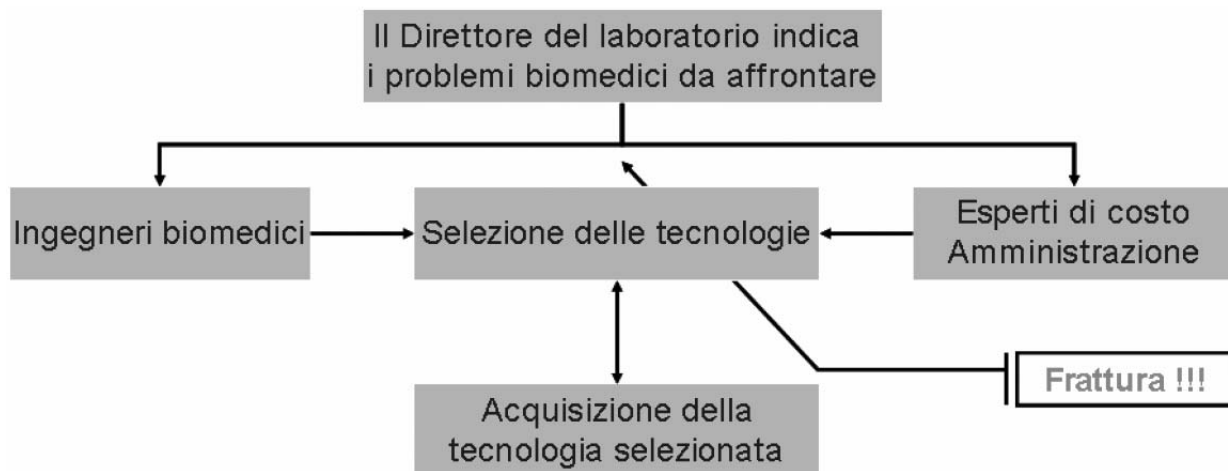 Il Direttore del laboratorio indica
i problemi biomedici da affrontare
Ingegneri biomedici
Selezione delle tecnologie
Esperti di costo
Amministrazione
Frattura !!!
Acquisizione della
tecnologia selezionata